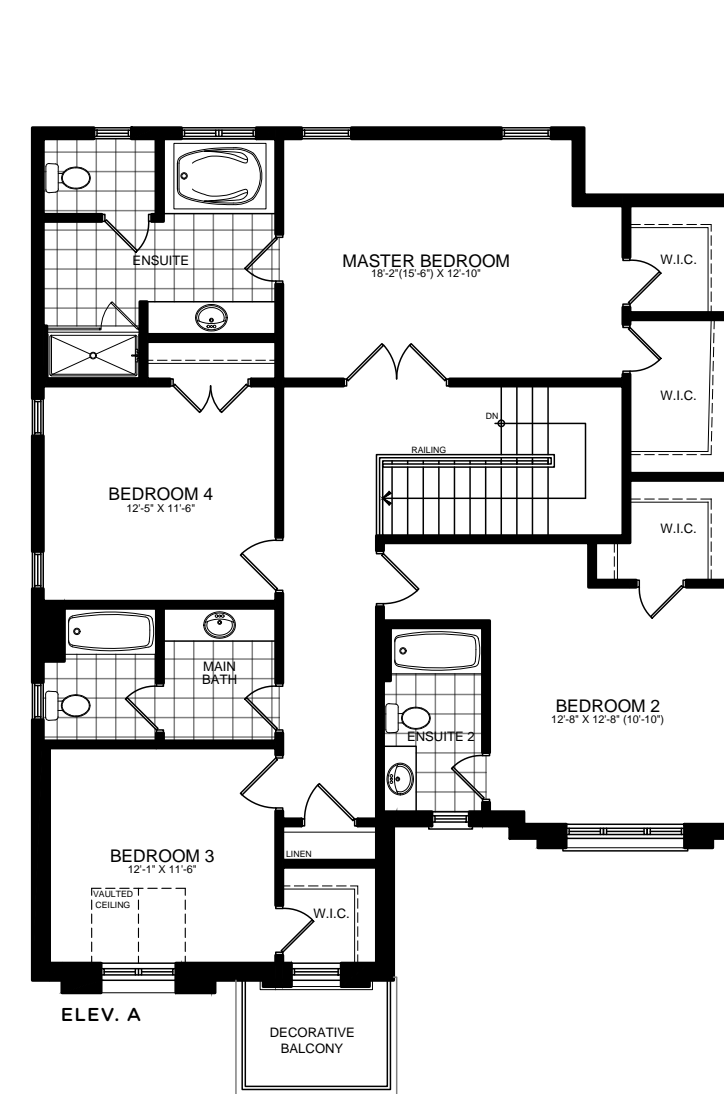 ENSUITE
MASTER BEDROOM
18'-2"(15'-6") X 12'-10"
W.I.C.
W.I.C.
DN
RAILING
BEDROOM 4
12'-5" X 11'-6"
W.I.C.
MAIN
BATH
BEDROOM 2
12'-8" X 12'-8" (10'-10")
ENSUITE 2
BEDROOM 3
12'-1" X 11'-6"
LINEN
VAULTED
CEILING
W.I.C.
ELEV. A
DECORATIVE
BALCONY